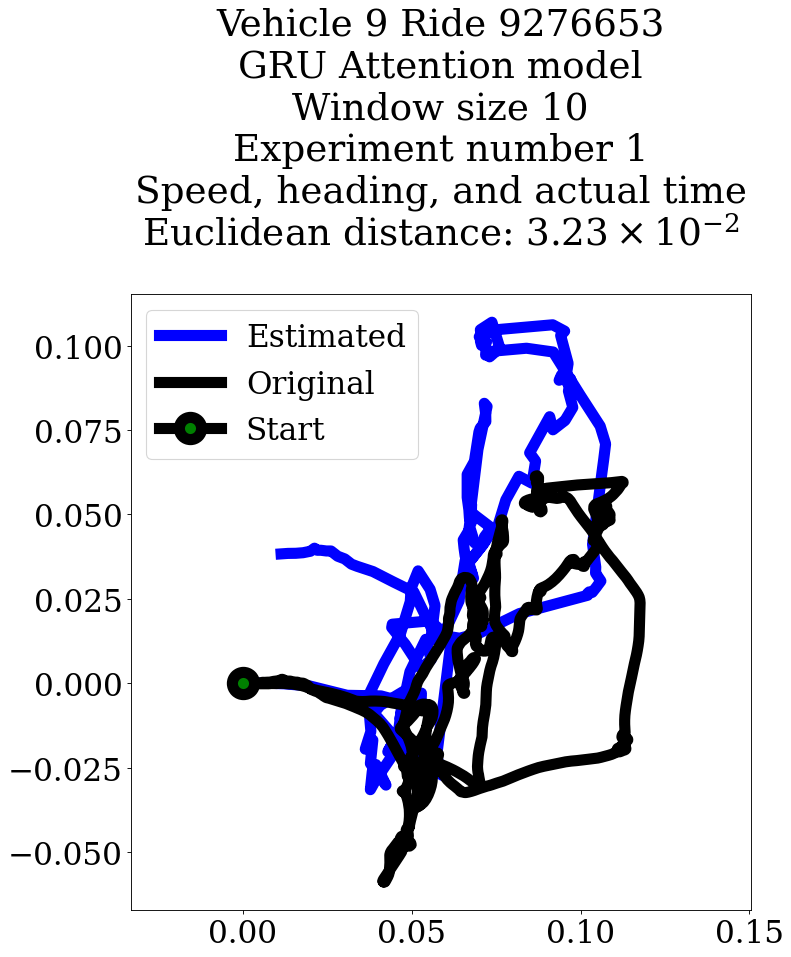 Vehicle 9 Ride 9276653
GRU Attention model
Window size 10
Experiment number 1
Speed, heading, and actual time
Euclidean distance: 3.23 × 10⁻²
Estimated
Original
Start
0.100
0.075
0.050
0.025
0.000
−0.025
−0.050
0.00 0.05 0.10 0.15